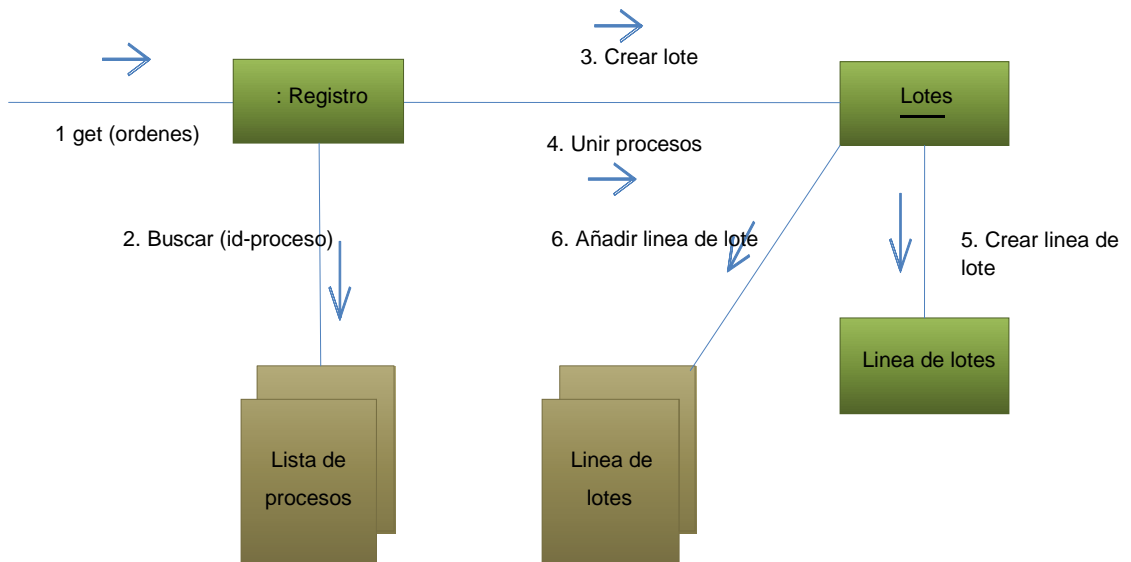 3. Crear lote
: Registro
Lotes
1 get (ordenes)
4. Unir procesos
2. Buscar (id-proceso)
6. Añadir linea de lote
5. Crear linea de
lote
Linea de lotes
Lista de
procesos
Linea de
lotes